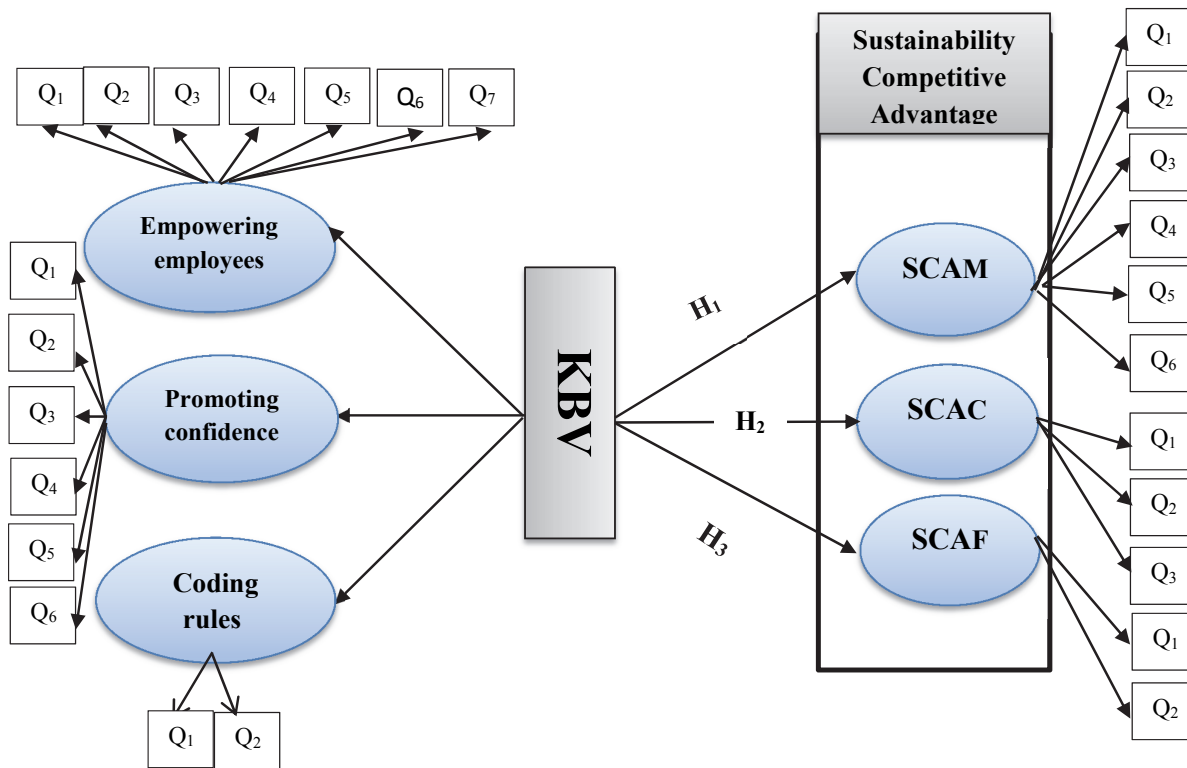 Q1 Q2 Q3 Q4 Q5 Q6 Q7
Empowering
employees
Q1
Q2
Q3
Q4
Q5
Q6
Promoting
confidence
Coding
rules
Q1 Q2
KBV
H1
H2
H3
Sustainability
Competitive
Advantage
SCAM
SCAC
SCAF
Q1
Q2
Q3
Q4
Q5
Q6
Q1
Q2
Q3
Q1
Q2